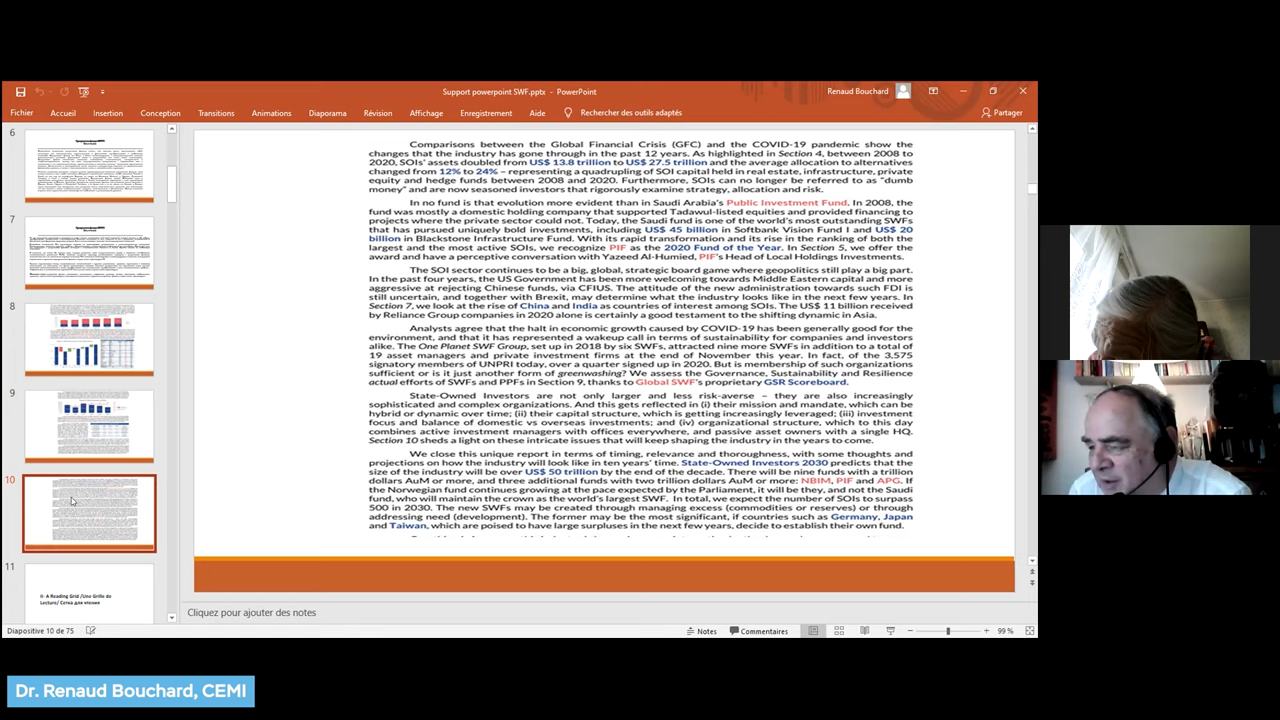 Support powerpoint SWF.pptx - PowerPoint
Renaud Bouchard
Fichier Accueil Insertion Conception Transitions Animations Diaporama Révision Affichage Enregistrement Aide Rechercher des outils adaptés
Partager
6
7
8
9
10
11
II- A Reading Grid /Une Grille de
Lecture/ Сетка для чтения
Comparisons between the Global Financial Crisis (GFC) and the COVID-19 pandemic show the
changes that the industry has gone through in the past 12 years. As highlighted in Section 4, between 2008 to
2020, SOIs' assets doubled from US$ 13.8 trillion to US$ 27.5 trillion and the average allocation to alternatives
changed from 12% to 24% – representing a quadrupling of SOI capital held in real estate, infrastructure, private
equity and hedge funds between 2008 and 2020. Furthermore, SOIs can no longer be referred to as "dumb
money" and are now seasoned investors that rigorously examine strategy, allocation and risk.
In no fund is that evolution more evident than in Saudi Arabia's Public Investment Fund. In 2008, the
fund was mostly a domestic holding company that supported Tadawul-listed equities and provided financing to
projects where the private sector could not. Today, the Saudi fund is one of the world's most outstanding SWFs
that has pursued uniquely bold investments, including US$ 45 billion in Softbank Vision Fund I and US$ 20
billion in Blackstone Infrastructure Fund. With its rapid transformation and its rise in the ranking of both the
largest and the most active SOIs, we recognize PIF as the 2020 Fund of the Year. In Section 5, we offer the
award and have a perceptive conversation with Yazeed Al-Humied, PIF's Head of Local Holdings Investments.
The SOI sector continues to be a big, global, strategic board game where geopolitics still play a big part.
In the past four years, the US Government has been more welcoming towards Middle Eastern capital and more
aggressive at rejecting Chinese funds, via CFIUS. The attitude of the new administration towards such FDI is
still uncertain, and together with Brexit, may determine what the industry looks like in the next few years. In
Section 7, we look at the rise of China and India as countries of interest among SOIs. The US$ 11 billion received
by Reliance Group companies in 2020 alone is certainly a good testament to the shifting dynamic in Asia.
Analysts agree that the halt in economic growth caused by COVID-19 has been generally good for the
environment, and that it has represented a wakeup call in terms of sustainability for companies and investors
alike. The One Planet SWF Group, set up in 2018 by six SWFs, attracted nine more SWFs in addition to a total of
19 asset managers and private investment firms at the end of November this year. In fact, of the 3,575
signatory members of UNPRI today, over a quarter signed up in 2020. But is membership of such organizations
sufficient or is it just another form of greenwashing? We assess the Governance, Sustainability and Resilience
actual efforts of SWFs and PPFs in Section 9, thanks to Global SWF's proprietary GSR Scoreboard.
State-Owned Investors are not only larger and less risk-averse – they are also increasingly
sophisticated and complex organizations. And this gets reflected in (i) their mission and mandate, which can be
hybrid or dynamic over time; (ii) their capital structure, which is getting increasingly leveraged; (iii) investment
focus and balance of domestic vs overseas investments; and (iv) organizational structure, which to this day
combines active investment managers with offices everywhere, and passive asset owners with a single HQ.
Section 10 sheds a light on these intricate issues that will keep shaping the industry in the years to come.
We close this unique report in terms of timing, relevance and thoroughness, with some thoughts and
projections on how the industry will look like in ten years' time. State-Owned Investors 2030 predicts that the
size of the industry will be over US$ 50 trillion by the end of the decade. There will be nine funds with a trillion
dollars AuM or more, and three additional funds with two trillion dollars AuM or more: NBIM, PIF and APG. If
the Norwegian fund continues growing at the pace expected by the Parliament, it will be they, and not the Saudi
fund, who will maintain the crown as the world's largest SWF. In total, we expect the number of SOIs to surpass
500 in 2030. The new SWFs may be created through managing excess (commodities or reserves) or through
addressing need (development). The former may be the most significant, if countries such as Germany, Japan
and Taiwan, which are poised to have large surpluses in the next few years, decide to establish their own fund.
Cliquez pour ajouter des notes
Diapositive 10 de 75
Notes Commentaires 99 %
Dr. Renaud Bouchard, CEMI